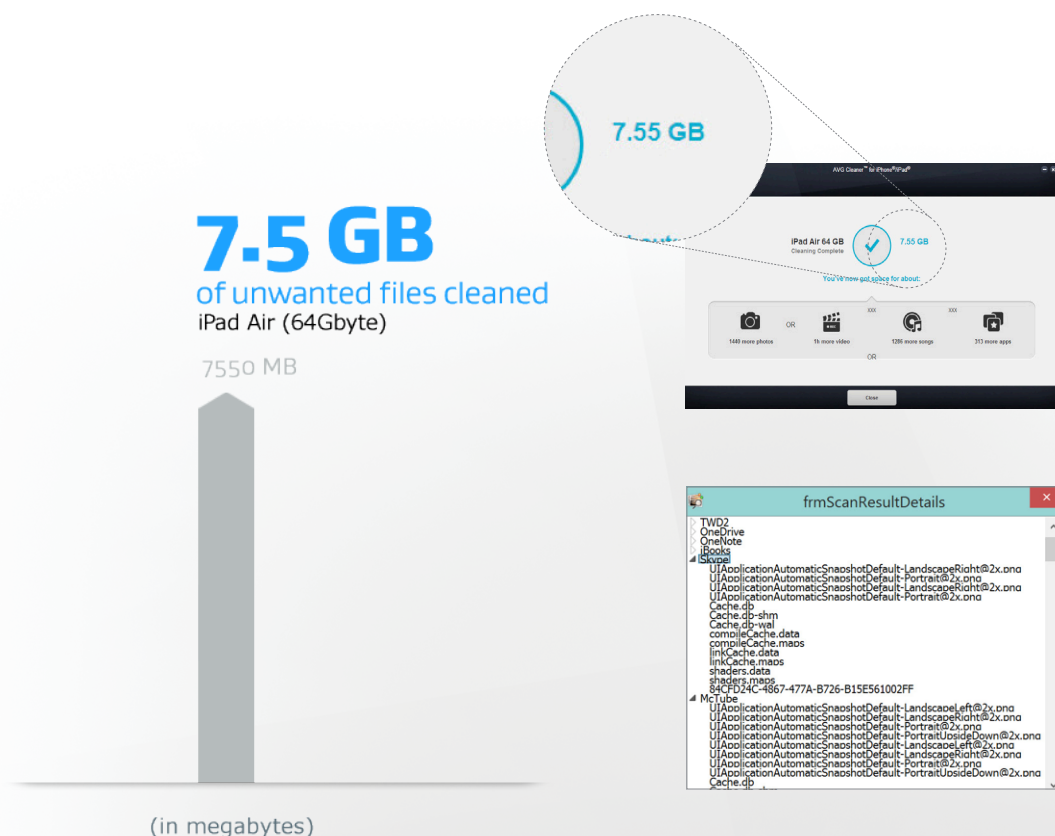 7.55 GB
7.5 GB
of unwanted files cleaned
iPad Air (64Gbyte)
7550 MB
(in megabytes)
AVG Cleaner™ for iPhone®/iPad®
iPad Air 64 GB
Cleaning Complete
7.55 GB
You've now got space for about:
1440 more photos
OR
1h more video
XXX
1286 more songs
XXX
313 more apps
OR
Close
frmScanResultDetails
TWD2
OneDrive
OneNote
iBooks
Skype
UIApplicationAutomaticSnapshotDefault-LandscapeRight@2x.png
UIApplicationAutomaticSnapshotDefault-Portrait@2x.png
UIApplicationAutomaticSnapshotDefault-LandscapeRight@2x.png
UIApplicationAutomaticSnapshotDefault-Portrait@2x.png
Cache.db
Cache.db-shm
Cache.db-wal
compileCache.data
compileCache.maps
linkCache.data
linkCache.maps
shaders.data
shaders.maps
84CFD24C-4867-477A-B726-B15E561002FF
McTube
UIApplicationAutomaticSnapshotDefault-LandscapeLeft@2x.png
UIApplicationAutomaticSnapshotDefault-LandscapeRight@2x.png
UIApplicationAutomaticSnapshotDefault-Portrait@2x.png
UIApplicationAutomaticSnapshotDefault-PortraitUpsideDown@2x.png
UIApplicationAutomaticSnapshotDefault-LandscapeLeft@2x.png
UIApplicationAutomaticSnapshotDefault-LandscapeRight@2x.png
UIApplicationAutomaticSnapshotDefault-Portrait@2x.png
UIApplicationAutomaticSnapshotDefault-PortraitUpsideDown@2x.png
Cache.db